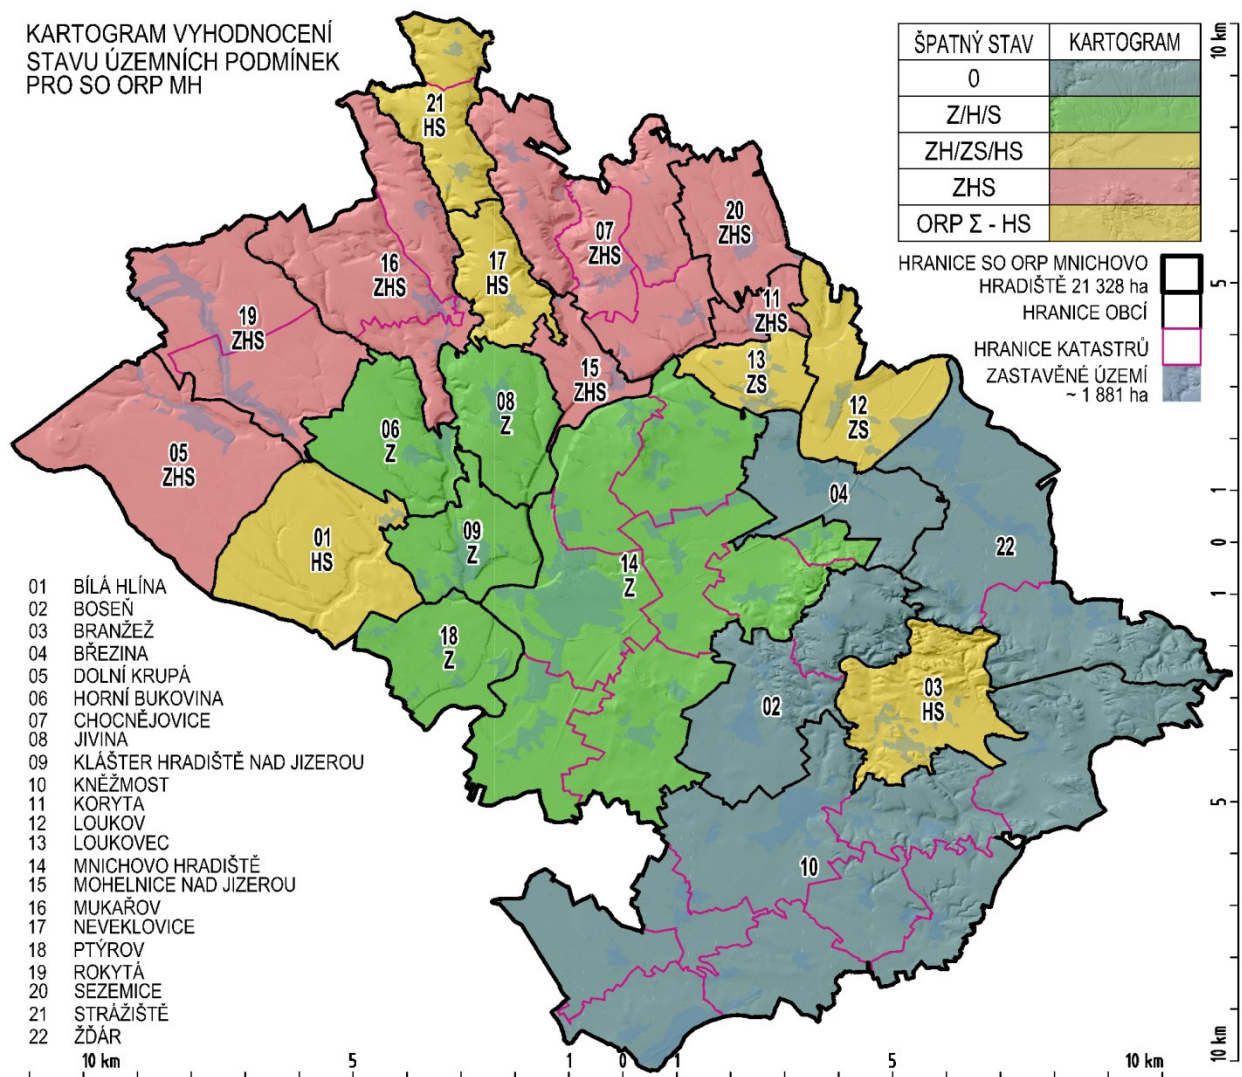 KARTOGRAM VYHODNOCENÍ
STAVU ÚZEMNÍCH PODMÍNEK
PRO SO ORP MH
ŠPATNÝ STAV KARTOGRAM
0
Z/H/S
ZH/ZS/HS
ZHS
ORP Σ - HS
HRANICE SO ORP MNICHOVO
HRADIŠTĚ 21 328 ha
HRANICE OBCÍ
HRANICE KATASTRŮ
ZASTAVĚNÉ ÚZEMÍ
~ 1 881 ha
21
HS
20
ZHS
07
ZHS
16
ZHS
17
HS
11
ZHS
19
ZHS
13
ZS
15
ZHS
12
ZS
08
Z
06
Z
05
ZHS
04
01
HS
09
Z
22
14
Z
18
Z
03
HS
02
10
01 BÍLÁ HLÍNA
02 BOSEŇ
03 BRANŽEŽ
04 BŘEZINA
05 DOLNÍ KRUPÁ
06 HORNÍ BUKOVINA
07 CHOCNĚJOVICE
08 JIVINA
09 KLÁŠTER HRADIŠTĚ NAD JIZEROU
10 KNĚŽMOST
11 KORYTA
12 LOUKOV
13 LOUKOVEC
14 MNICHOVO HRADIŠTĚ
15 MOHELNICE NAD JIZEROU
16 MUKAŘOV
17 NEVEKLOVICE
18 PTÝROV
19 ROKYTÁ
20 SEZEMICE
21 STRÁŽIŠTĚ
22 ŽĎÁR
10 km 5 1 0 1 5 10 km
10 km
5
1
0
1
5
10 km